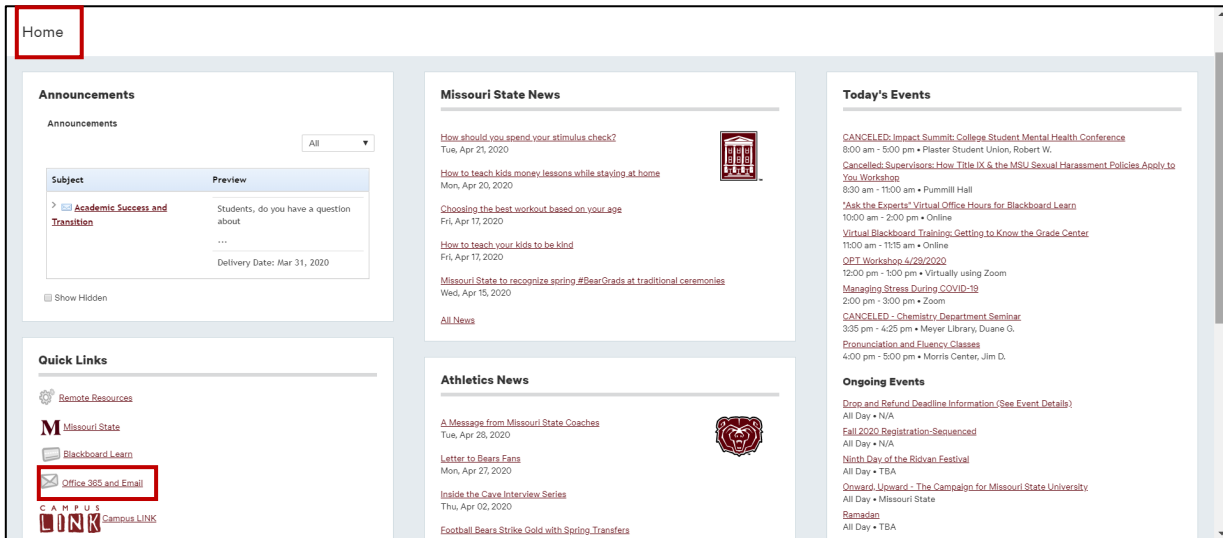 Home
Announcements
Announcements
All
Subject Preview
Academic Success and Transition
Students, do you have a question about
...
Delivery Date: Mar 31, 2020
Show Hidden
Quick Links
Remote Resources
M Missouri State
Blackboard Learn
Office 365 and Email
CAMPUS
LINK Campus LINK
Missouri State News
How should you spend your stimulus check?
Tue, Apr 21, 2020
How to teach kids money lessons while staying at home
Mon, Apr 20, 2020
Choosing the best workout based on your age
Fri, Apr 17, 2020
How to teach your kids to be kind
Fri, Apr 17, 2020
Missouri State to recognize spring #BearGrads at traditional ceremonies
Wed, Apr 15, 2020
All News
Athletics News
A Message from Missouri State Coaches
Tue, Apr 28, 2020
Letter to Bears Fans
Mon, Apr 27, 2020
Inside the Cave Interview Series
Thu, Apr 02, 2020
Football Bears Strike Gold with Spring Transfers
Today's Events
CANCELED: Impact Summit: College Student Mental Health Conference
8:00 am - 5:00 pm • Plaster Student Union, Robert W.
Cancelled: Supervisors: How Title IX & the MSU Sexual Harassment Policies Apply to
You Workshop
8:30 am - 11:00 am • Pummill Hall
"Ask the Experts" Virtual Office Hours for Blackboard Learn
10:00 am - 2:00 pm • Online
Virtual Blackboard Training: Getting to Know the Grade Center
11:00 am - 11:15 am • Online
OPT Workshop 4/29/2020
12:00 pm - 1:00 pm • Virtually using Zoom
Managing Stress During COVID-19
2:00 pm - 3:00 pm • Zoom
CANCELED - Chemistry Department Seminar
3:35 pm - 4:25 pm • Meyer Library, Duane G.
Pronunciation and Fluency Classes
4:00 pm - 5:00 pm • Morris Center, Jim D.
Ongoing Events
Drop and Refund Deadline Information (See Event Details)
All Day • N/A
Fall 2020 Registration-Sequenced
All Day • N/A
Ninth Day of the Ridvan Festival
All Day • TBA
Onward, Upward - The Campaign for Missouri State University
All Day • Missouri State
Ramadan
All Day • TBA